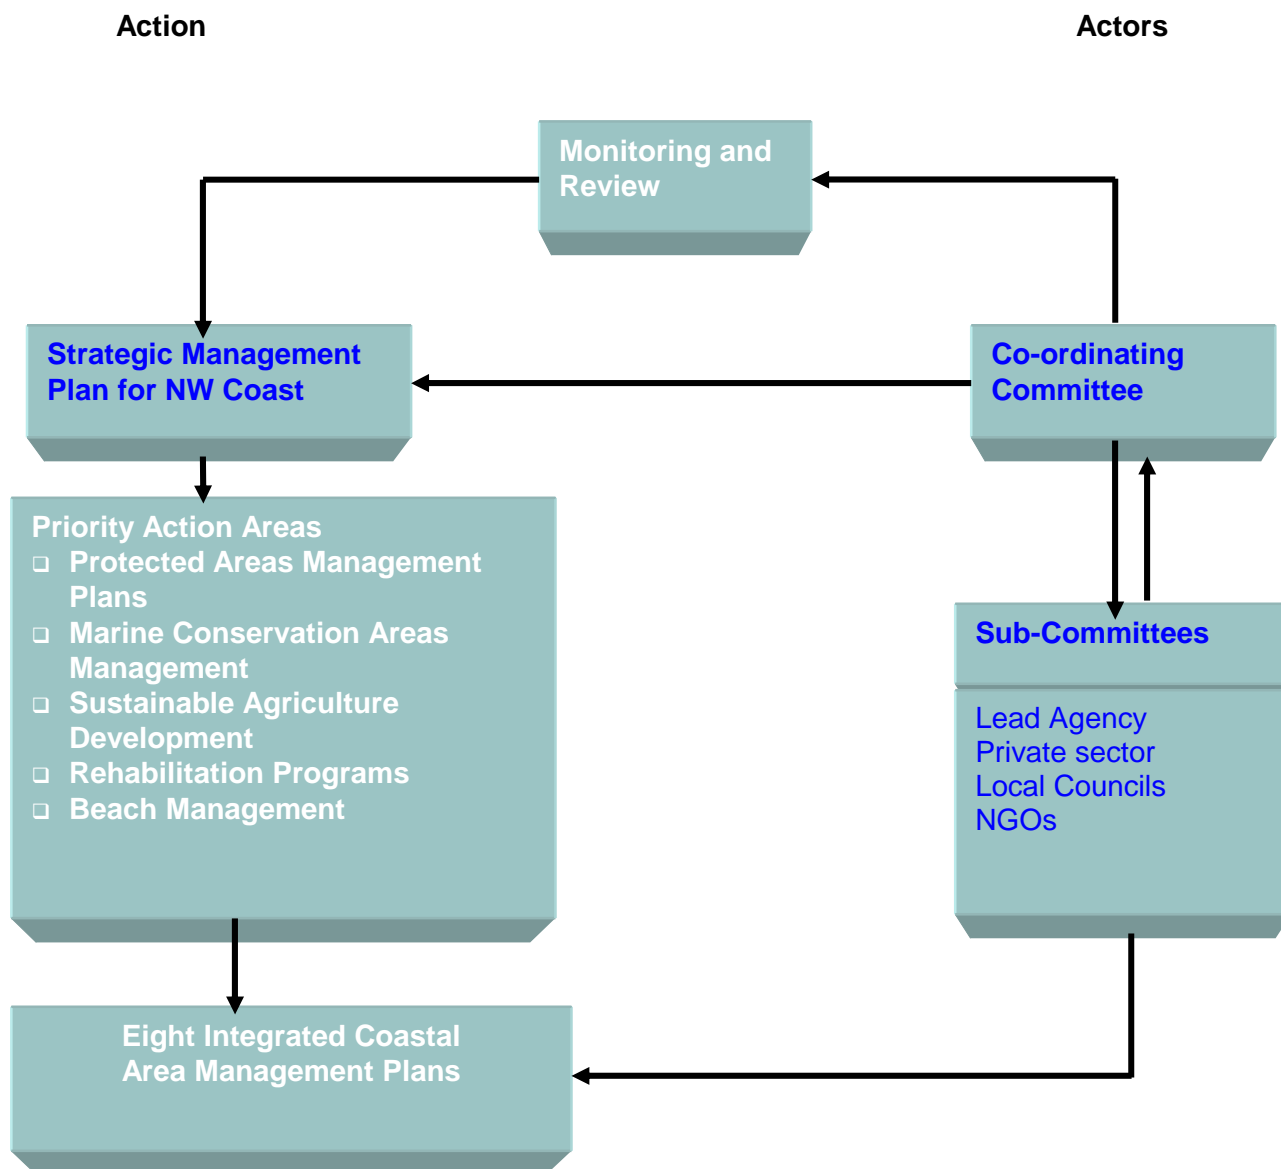 Action
Actors
Monitoring and
Review
Strategic Management
Plan for NW Coast
Co-ordinating
Committee
Priority Action Areas
Protected Areas Management
Plans
Marine Conservation Areas
Management
Sustainable Agriculture
Development
Rehabilitation Programs
Beach Management
Sub-Committees
Lead Agency
Private sector
Local Councils
NGOs
Eight Integrated Coastal
Area Management Plans